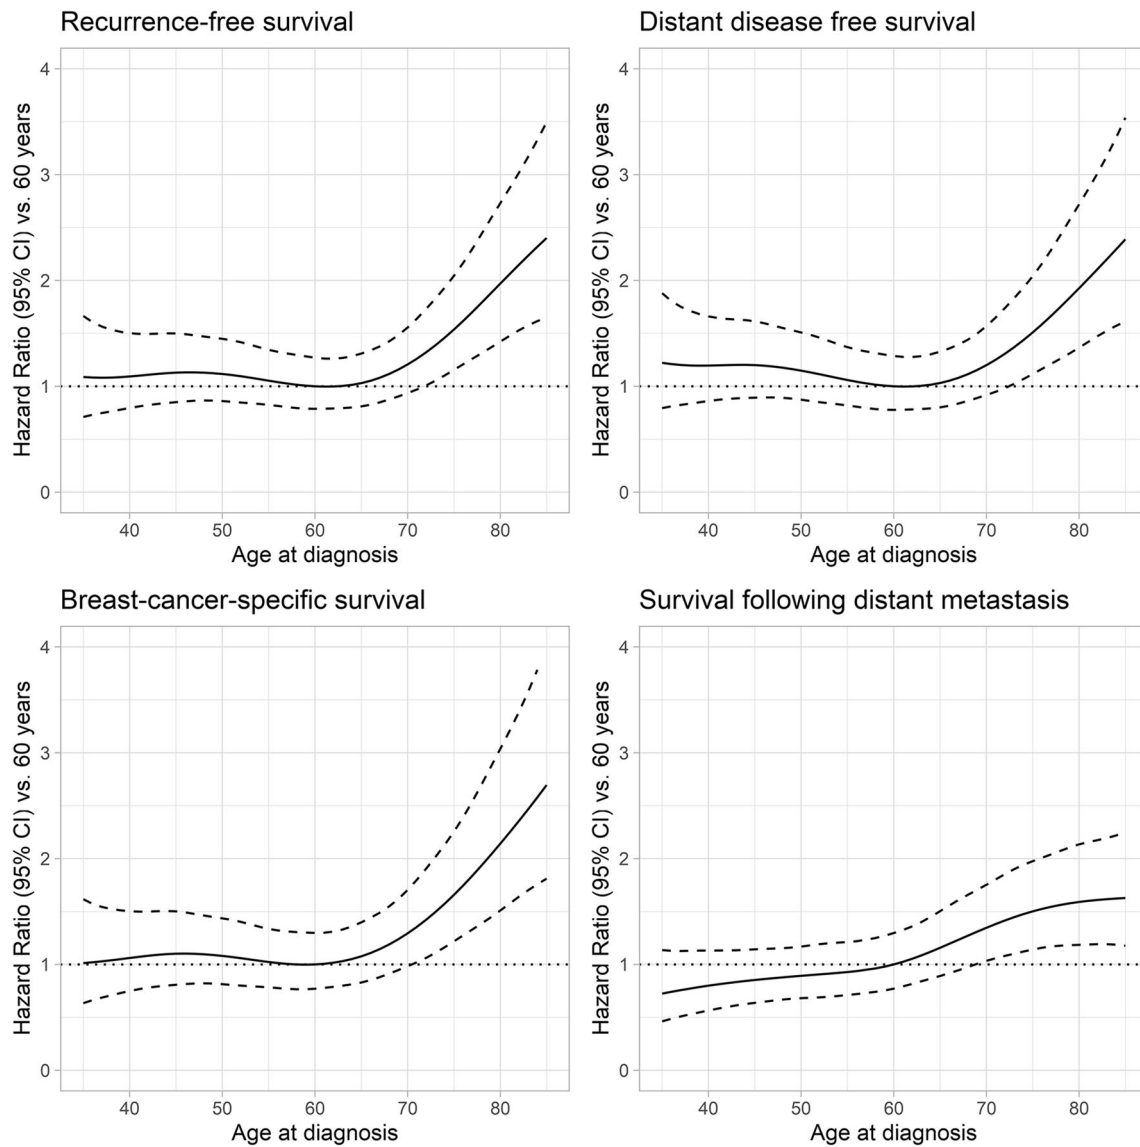 Recurrence-free survival
Hazard Ratio (95% CI) vs. 60 years
4
3
2
1
0
40 50 60 70 80
Age at diagnosis
Distant disease free survival
Hazard Ratio (95% CI) vs. 60 years
4
3
2
1
0
40 50 60 70 80
Age at diagnosis
Breast-cancer-specific survival
Hazard Ratio (95% CI) vs. 60 years
4
3
2
1
0
40 50 60 70 80
Age at diagnosis
Survival following distant metastasis
Hazard Ratio (95% CI) vs. 60 years
4
3
2
1
0
40 50 60 70 80
Age at diagnosis